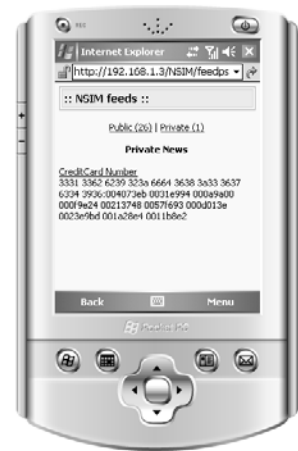 Internet Explorer
http://192.168.1.3/NSIM/feedps
:: NSIM feeds ::
Public (26) | Private (1)
Private News
CreditCard Number
3331 3362 6239 323a 6664 3638 3a33 3637
6334 3936:004073eb 0031e994 000a9a00
000f9e24 00213748 0057f693 000d013e
0023e9bd 001a28e4 0011b8e2
Back Menu